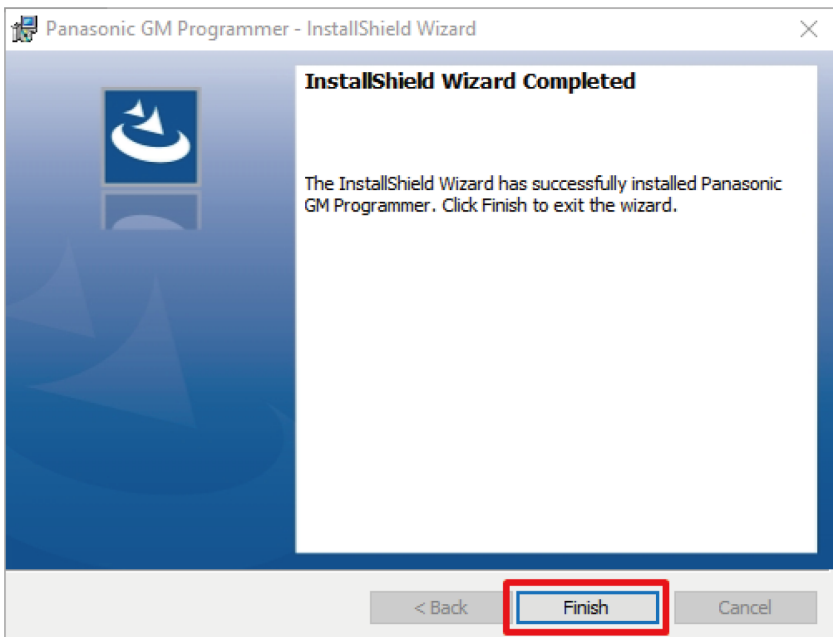 Panasonic GM Programmer - InstallShield Wizard
InstallShield Wizard Completed
The InstallShield Wizard has successfully installed Panasonic
GM Programmer. Click Finish to exit the wizard.
< Back
Finish
Cancel